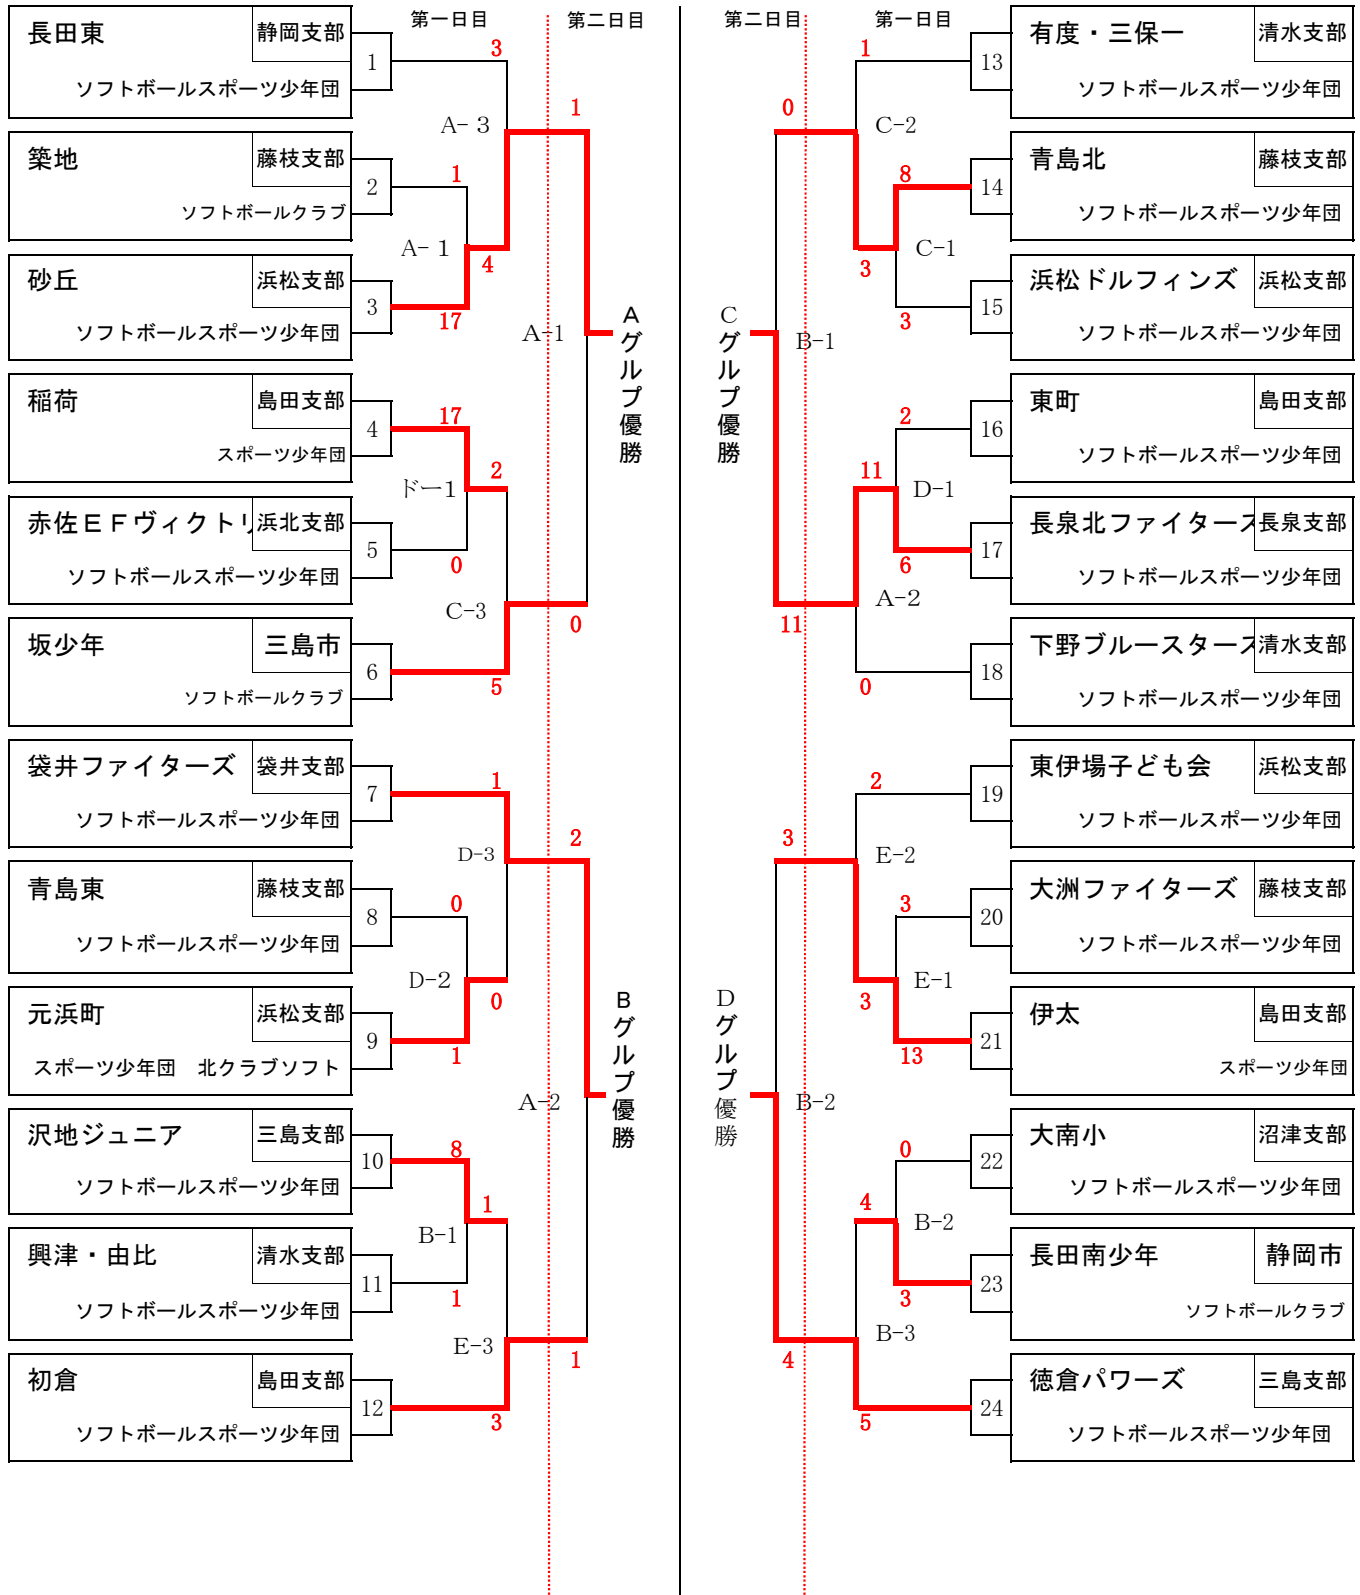 第一日目 第二日目 第二日目 第一日目
長田東 静岡支部
1
ソフトボールスポーツ少年団
3
A-3
築地 藤枝支部
2
ソフトボールクラブ
1
A-1
4
砂丘 浜松支部
3
ソフトボールスポーツ少年団
17
1
A-1
Aグループ優勝
稲荷 島田支部
4
スポーツ少年団
17
ドー1
2
赤佐EFヴィクトリ 浜北支部
5
ソフトボールスポーツ少年団
0
C-3
0
坂少年 三島市
6
ソフトボールクラブ
5
袋井ファイターズ 袋井支部
7
ソフトボールスポーツ少年団
1
D-3
2
青島東 藤枝支部
8
ソフトボールスポーツ少年団
0
D-2
0
元浜町 浜松支部
9
スポーツ少年団 北クラブソフト
1
A-2
Bグループ優勝
沢地ジュニア 三島支部
10
ソフトボールスポーツ少年団
8
1
B-1
興津・由比 清水支部
11
ソフトボールスポーツ少年団
1
E-3
1
初倉 島田支部
12
ソフトボールスポーツ少年団
3
有度・三保一 清水支部
13
ソフトボールスポーツ少年団
1
0
C-2
青島北 藤枝支部
14
ソフトボールスポーツ少年団
8
C-1
3
浜松ドルフィンズ 浜松支部
15
ソフトボールスポーツ少年団
3
B-1
Cグループ優勝
東町 島田支部
16
ソフトボールスポーツ少年団
2
11
D-1
長泉北ファイターズ 長泉支部
17
ソフトボールスポーツ少年団
6
A-2
11
下野ブルースターズ 清水支部
18
ソフトボールスポーツ少年団
0
東伊場子ども会 浜松支部
19
ソフトボールスポーツ少年団
2
3
E-2
大洲ファイターズ 藤枝支部
20
ソフトボールスポーツ少年団
3
E-1
3
伊太 島田支部
21
スポーツ少年団
13
B-2
Dグループ優勝
大南小 沼津支部
22
ソフトボールスポーツ少年団
0
4
B-2
長田南少年 静岡市
23
ソフトボールクラブ
3
B-3
4
徳倉パワーズ 三島支部
24
ソフトボールスポーツ少年団
5